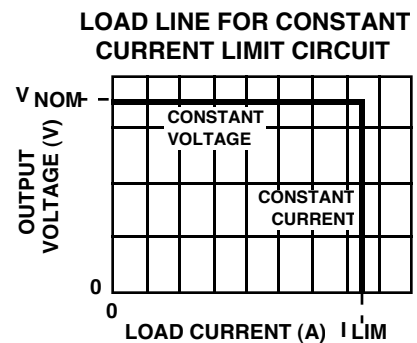 LOAD LINE FOR CONSTANT
CURRENT LIMIT CIRCUIT
V NOM
CONSTANT
VOLTAGE
OUTPUT
VOLTAGE (V)
CONSTANT
CURRENT
0
0
LOAD CURRENT (A)
I LIM